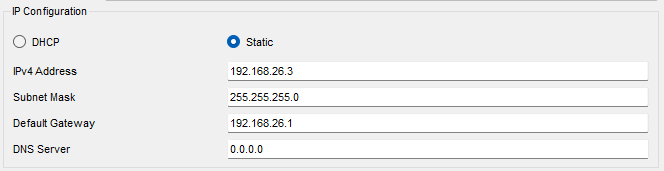 IP Configuration
DHCP Static
IPv4 Address 192.168.26.3
Subnet Mask 255.255.255.0
Default Gateway 192.168.26.1
DNS Server 0.0.0.0